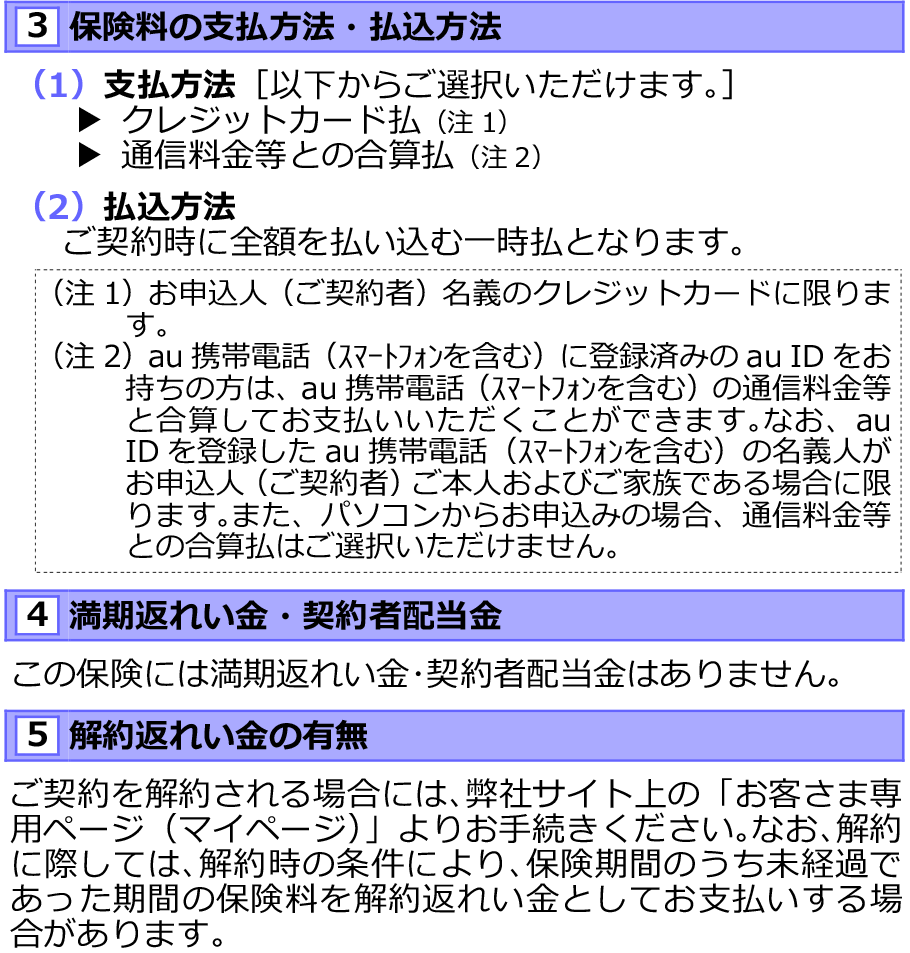 3 保険料の支払方法・払込方法
（1）支払方法［以下からご選択いただけます。］
▶ クレジットカード払（注 1）
▶ 通信料金等との合算払（注 2）
（2）払込方法
ご契約時に全額を払い込む一時払となります。
（注 1）お申込人（ご契約者）名義のクレジットカードに限りま
す。
（注 2）au 携帯電話（ｽﾏｰﾄﾌｫﾝを含む）に登録済みの au ID をお
持ちの方は、au 携帯電話（ｽﾏｰﾄﾌｫﾝを含む）の通信料金等
と合算してお支払いいただくことができます。なお、au
ID を登録した au 携帯電話（ｽﾏｰﾄﾌｫﾝを含む）の名義人が
お申込人（ご契約者）ご本人およびご家族である場合に限
ります。また、パソコンからお申込みの場合、通信料金等
との合算払はご選択いただけません。
4 満期返れい金・契約者配当金
この保険には満期返れい金･契約者配当金はありません。
5 解約返れい金の有無
ご契約を解約される場合には、弊社サイト上の「お客さま専
用ページ（マイページ）」よりお手続きください。なお、解約
に際しては、解約時の条件により、保険期間のうち未経過で
あった期間の保険料を解約返れい金としてお支払いする場
合があります。